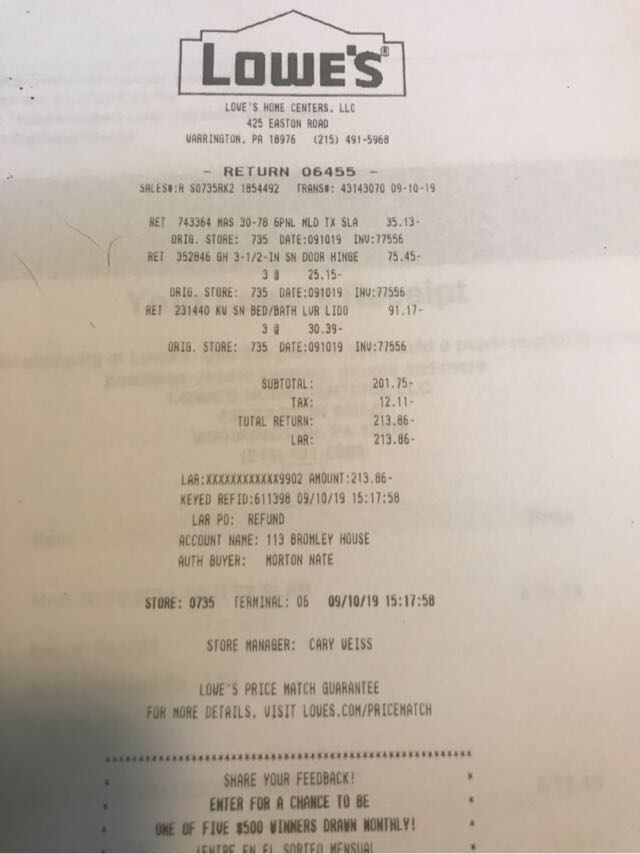 LOWE'S®
LOWE'S HOME CENTERS, LLC
425 EASTON ROAD
WARRINGTON, PA 18976 (215) 491-5968
- RETURN 06455 -
SALES#:A S0735RK2 1854492 TRANS#: 43143070 09-10-19
RET 743364 MAS 30-78 6PNL MLD TX SLA 35.13-
ORIG. STORE: 735 DATE:091019 INV:77556
RET 352846 GH 3-1/2-IN SN DOOR HINGE 75.45-
3 @ 25.15-
ORIG. STORE: 735 DATE:091019 INV:77556
RET 231440 KW SN BED/BATH LVR LIDO 91.17-
3 @ 30.39-
ORIG. STORE: 735 DATE:091019 INV:77556
SUBTOTAL: 201.75-
TAX: 12.11-
TOTAL RETURN: 213.86-
LAR: 213.86-
LAR:XXXXXXXXXXXX9902 AMOUNT:213.86-
KEYED REFID:611398 09/10/19 15:17:58
LAR PO: REFUND
ACCOUNT NAME: 113 BROMLEY HOUSE
AUTH BUYER: MORTON NATE
STORE: 0735 TERMINAL: 06 09/10/19 15:17:58
STORE MANAGER: CARY WEISS
LOWE'S PRICE MATCH GUARANTEE
FOR MORE DETAILS, VISIT LOWES.COM/PRICEMATCH
* SHARE YOUR FEEDBACK! *
* ENTER FOR A CHANCE TO BE *
* ONE OF FIVE $500 WINNERS DRAWN MONTHLY! *
¡ENTRE EN EL SORTEO MENSUAL